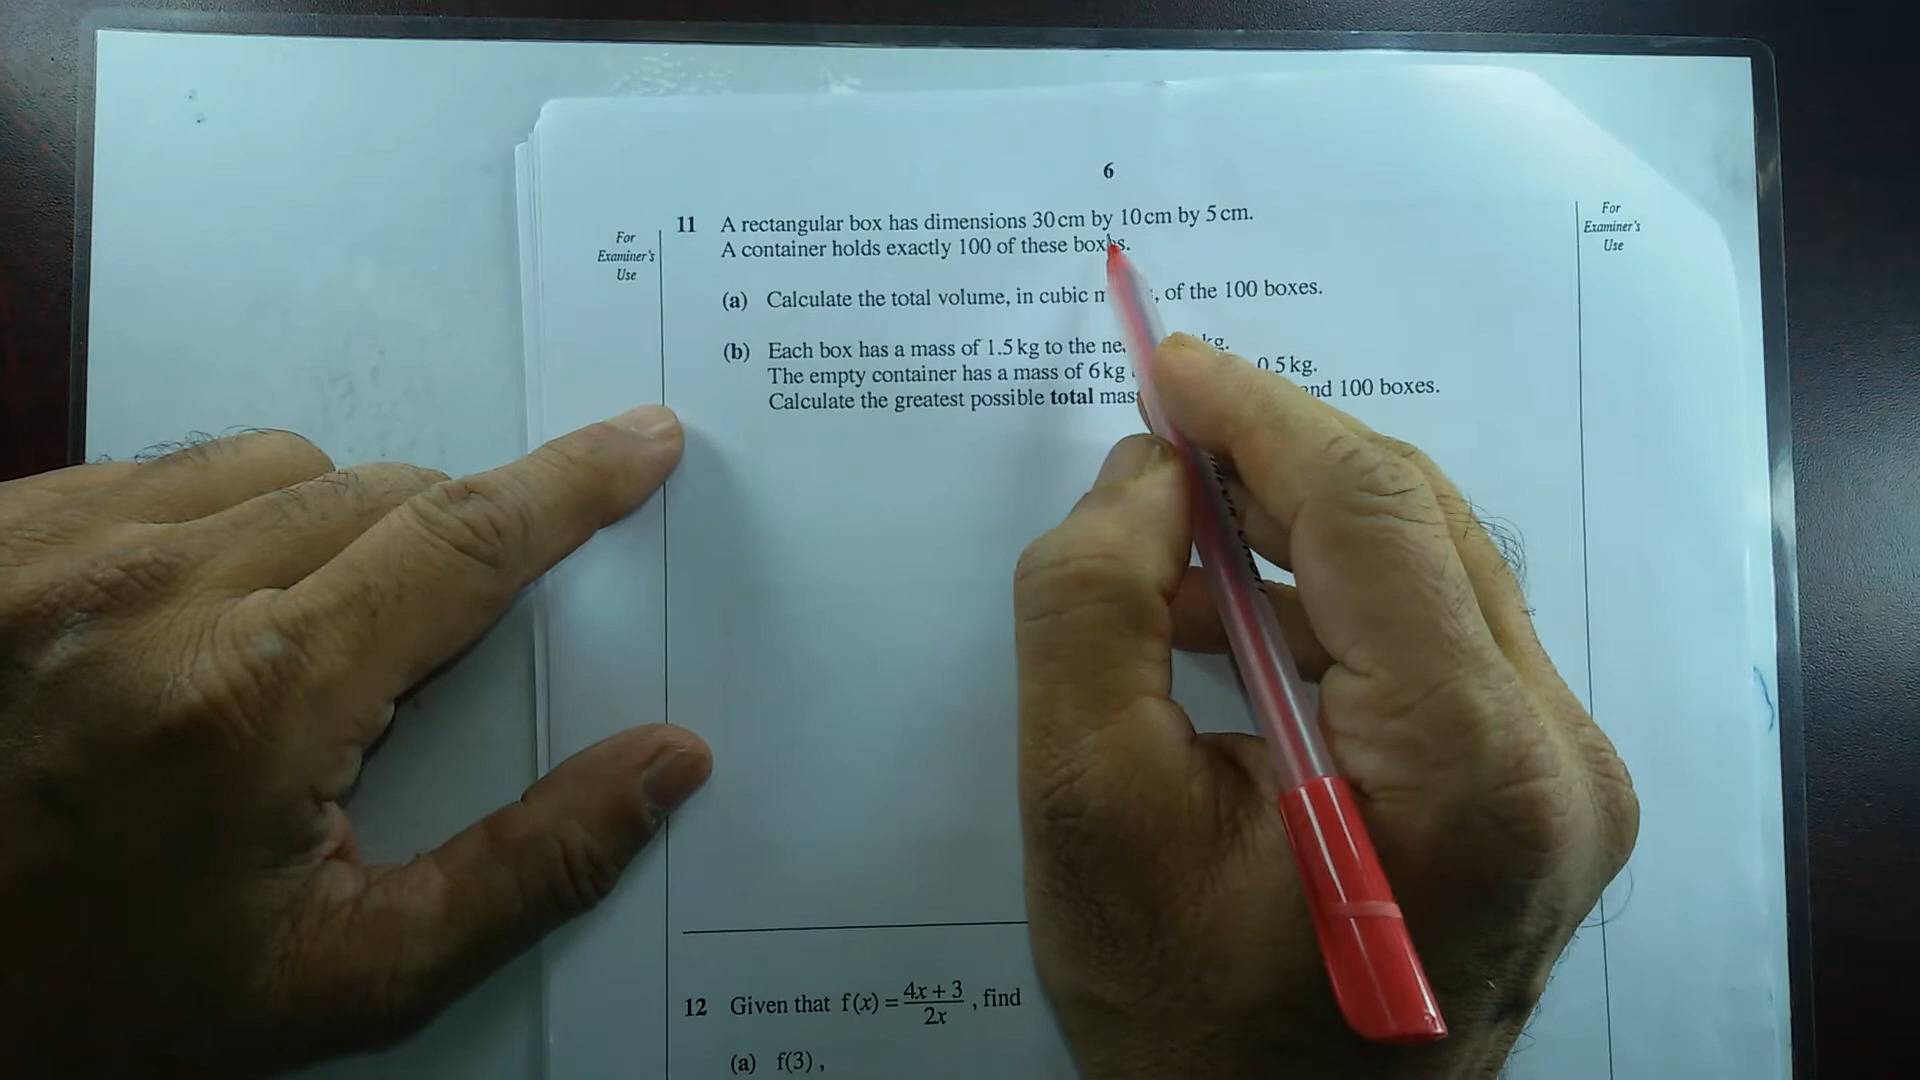 6
For
Examiner's
Use
For
Examiner's
Use
11 A rectangular box has dimensions 30 cm by 10 cm by 5 cm.
A container holds exactly 100 of these boxes.
(a) Calculate the total volume, in cubic , of the 100 boxes.
(b) Each box has a mass of 1.5 kg to the kg.
The empty container has a mass of 6 kg 0.5 kg.
Calculate the greatest possible total and 100 boxes.
12 Given that f(x) = (4x + 3)/(2x) , find
(a) f(3) ,